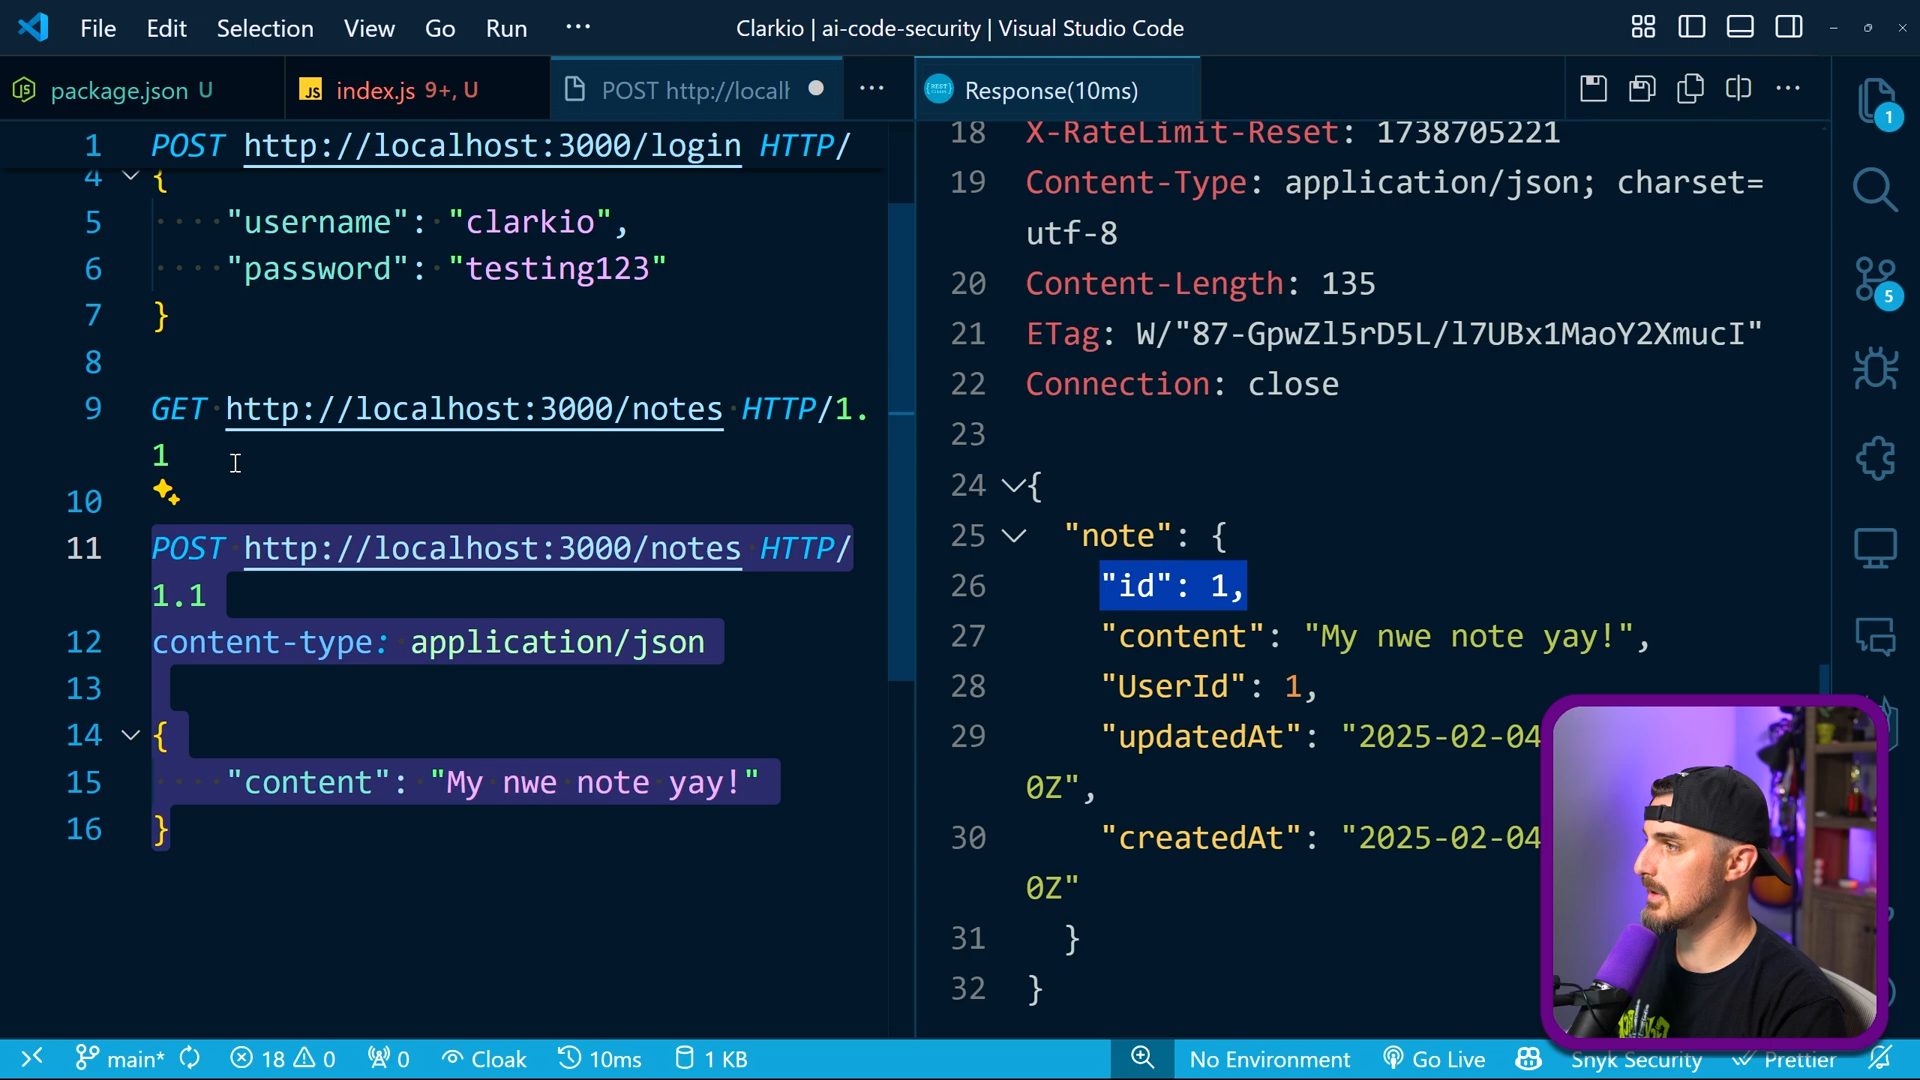 File Edit Selection View Go Run ··· Clarkio | ai-code-security | Visual Studio Code
package.json U
JS index.js 9+, U
POST http://locall
···
Response(10ms)
···
1 POST http://localhost:3000/login HTTP/
4 {
5 ····"username":·"clarkio",
6 ····"password":·"testing123"
7 }
8
9 GET·http://localhost:3000/notes·HTTP/1.
1
10
11 POST·http://localhost:3000/notes HTTP/
1.1
12 content-type:·application/json
13
14 {
15 ····"content":·"My·nwe·note·yay!"
16 }
18 X-RateLimit-Reset: 1738705221
19 Content-Type: application/json; charset=
utf-8
20 Content-Length: 135
21 ETag: W/"87-GpwZl5rD5L/l7UBx1MaoY2XmucI"
22 Connection: close
23
24 {
25 "note": {
26 "id": 1,
27 "content": "My nwe note yay!",
28 "UserId": 1,
29 "updatedAt": "2025-02-04
0Z",
30 "createdAt": "2025-02-04
0Z"
31 }
32 }
1
5
main* 18 0 0 Cloak 10ms 1 KB No Environment Go Live Snyk Security Prettier